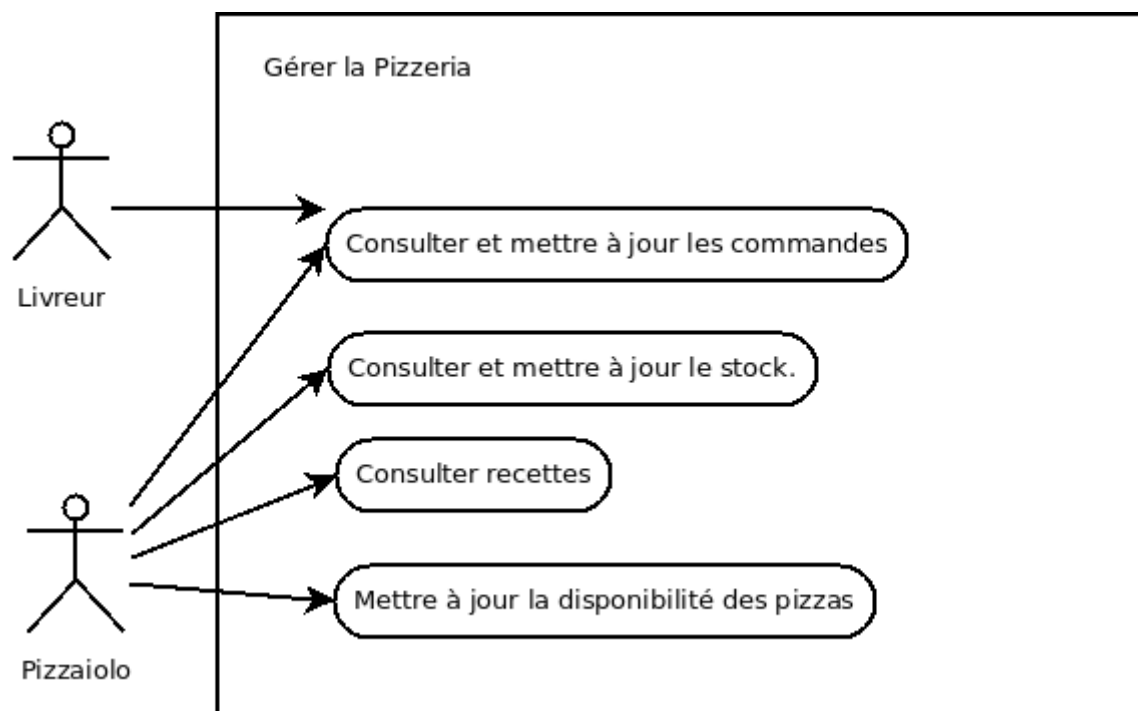 Gérer la Pizzeria
Consulter et mettre à jour les commandes
Livreur
Consulter et mettre à jour le stock.
Consulter recettes
Mettre à jour la disponibilité des pizzas
Pizzaiolo